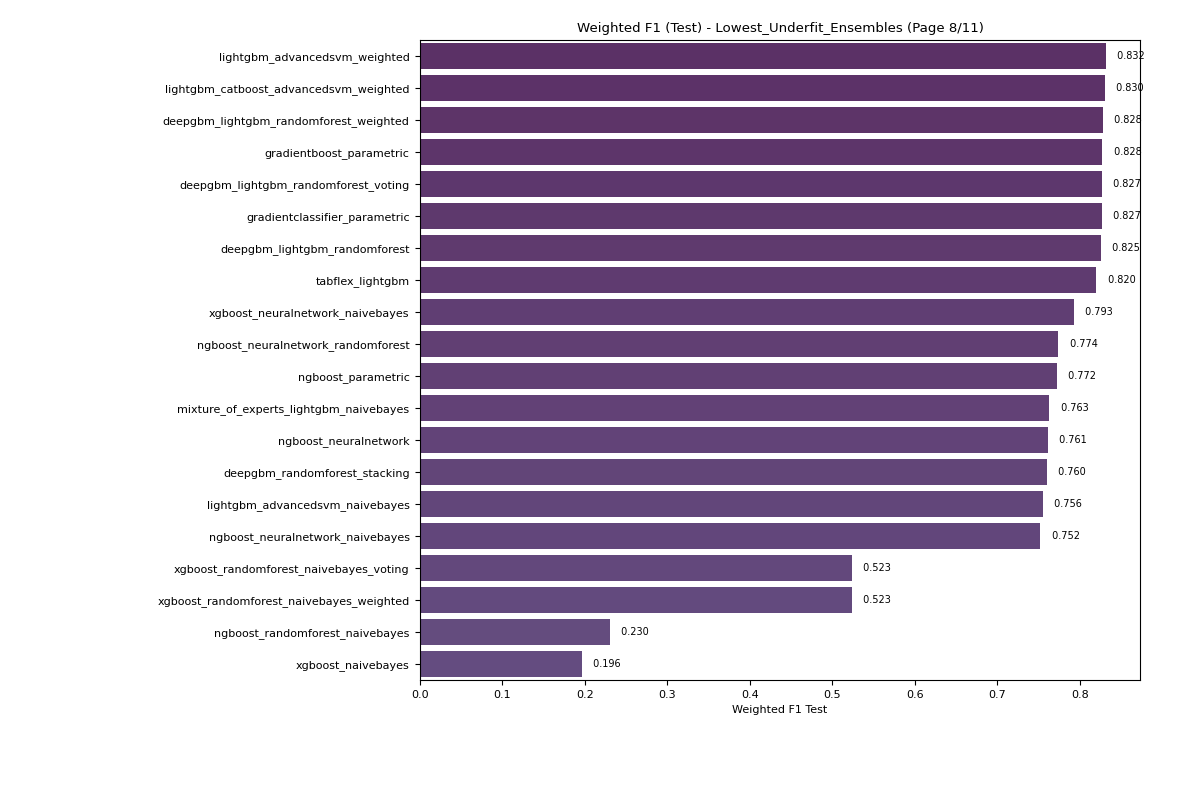 Weighted F1 (Test) - Lowest_Underfit_Ensembles (Page 8/11)
lightgbm_advancedsvm_weighted 0.832
lightgbm_catboost_advancedsvm_weighted 0.830
deepgbm_lightgbm_randomforest_weighted 0.828
gradientboost_parametric 0.828
deepgbm_lightgbm_randomforest_voting 0.827
gradientclassifier_parametric 0.827
deepgbm_lightgbm_randomforest 0.825
tabflex_lightgbm 0.820
xgboost_neuralnetwork_naivebayes 0.793
ngboost_neuralnetwork_randomforest 0.774
ngboost_parametric 0.772
mixture_of_experts_lightgbm_naivebayes 0.763
ngboost_neuralnetwork 0.761
deepgbm_randomforest_stacking 0.760
lightgbm_advancedsvm_naivebayes 0.756
ngboost_neuralnetwork_naivebayes 0.752
xgboost_randomforest_naivebayes_voting 0.523
xgboost_randomforest_naivebayes_weighted 0.523
ngboost_randomforest_naivebayes 0.230
xgboost_naivebayes 0.196
0.0 0.1 0.2 0.3 0.4 0.5 0.6 0.7 0.8
Weighted F1 Test